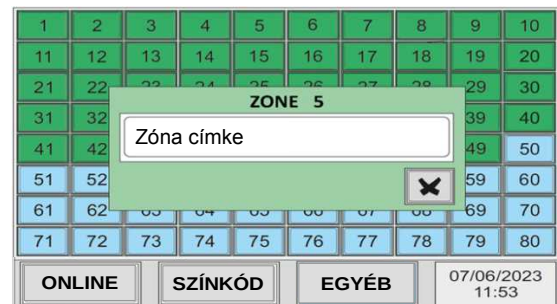 1 2 3 4 5 6 7 8 9 10
11 12 13 14 15 16 17 18 19 20
21 22 29 30
ZONE 5
31 32 39 40
Zóna címke
41 42 49 50
51 52 59 60
61 62 69 70
71 72 73 74 75 76 77 78 79 80
ONLINE SZÍNKÓD EGYÉB 07/06/2023
11:53